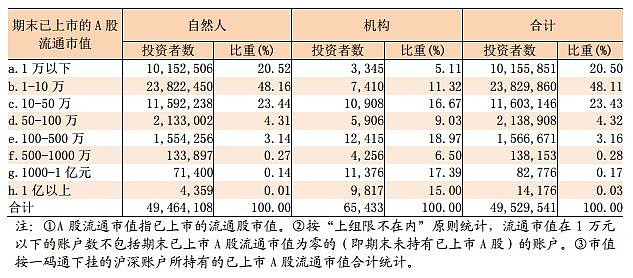 期末已上市的A股 自然人 机构 合计
流通市值 投资者数 比重(%) 投资者数 比重(%) 投资者数 比重(%)
a.1万以下 10,152,506 20.52 3,345 5.11 10,155,851 20.50
b.1-10万 23,822,450 48.16 7,410 11.32 23,829,860 48.11
c.10-50万 11,592,238 23.44 10,908 16.67 11,603,146 23.43
d.50-100万 2,133,002 4.31 5,906 9.03 2,138,908 4.32
e.100-500万 1,554,256 3.14 12,415 18.97 1,566,671 3.16
f.500-1000万 133,897 0.27 4,256 6.50 138,153 0.28
g.1000-1亿元 71,400 0.14 11,376 17.39 82,776 0.17
h.1亿以上 4,359 0.01 9,817 15.00 14,176 0.03
合计 49,464,108 100.00 65,433 100.00 49,529,541 100.00
注：①A股流通市值指已上市的流通股市值。②按“上组限不在内”原则统计，流通市值在1万元
以下的账户数不包括期末已上市A股流通市值为零的（即期末未持有已上市A股）的账户。③市值
按一码通下挂的沪深账户所持有的已上市A股流通市值合计统计。